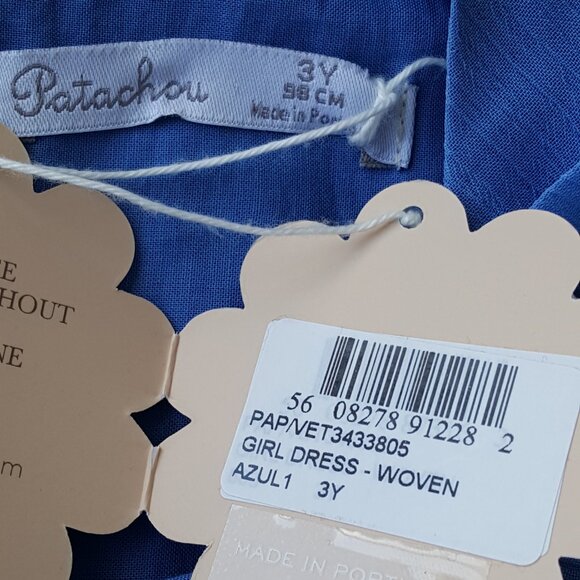 Patachou
3Y
98 CM
Made in Por
HOUT
NE
m
56 08278 91228 2
PAP/VET3433805
GIRL DRESS - WOVEN
AZUL1 3Y
MADE IN PORT